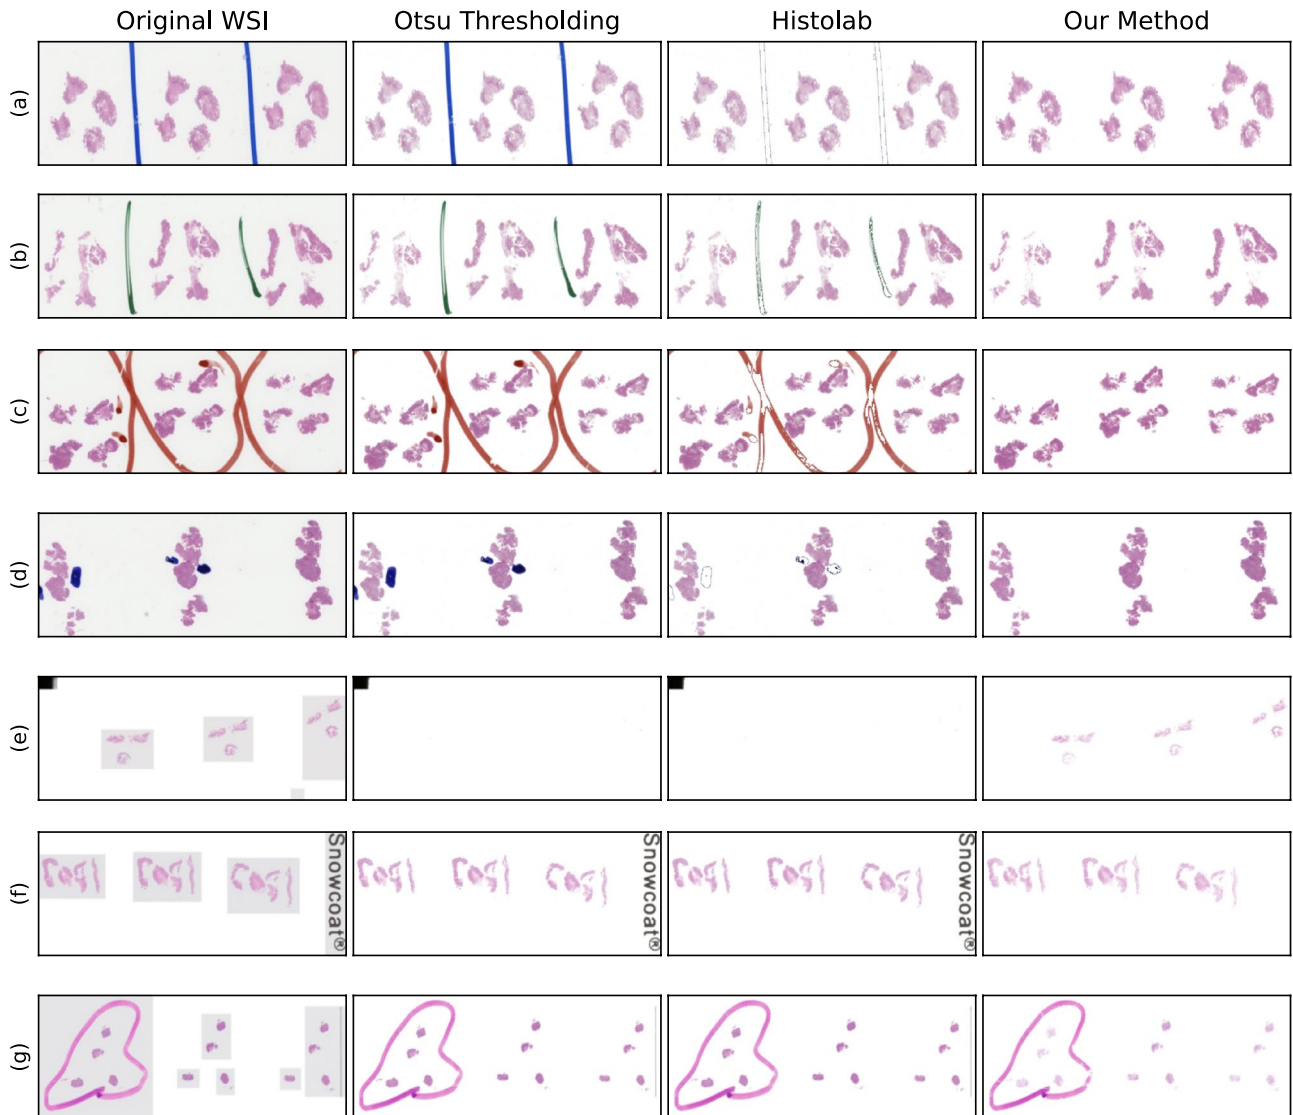 Original WSI Otsu Thresholding Histolab Our Method
(a)
(b)
(c)
(d)
(e)
(f)
Snowcoat® Snowcoat® Snowcoat®
(g)